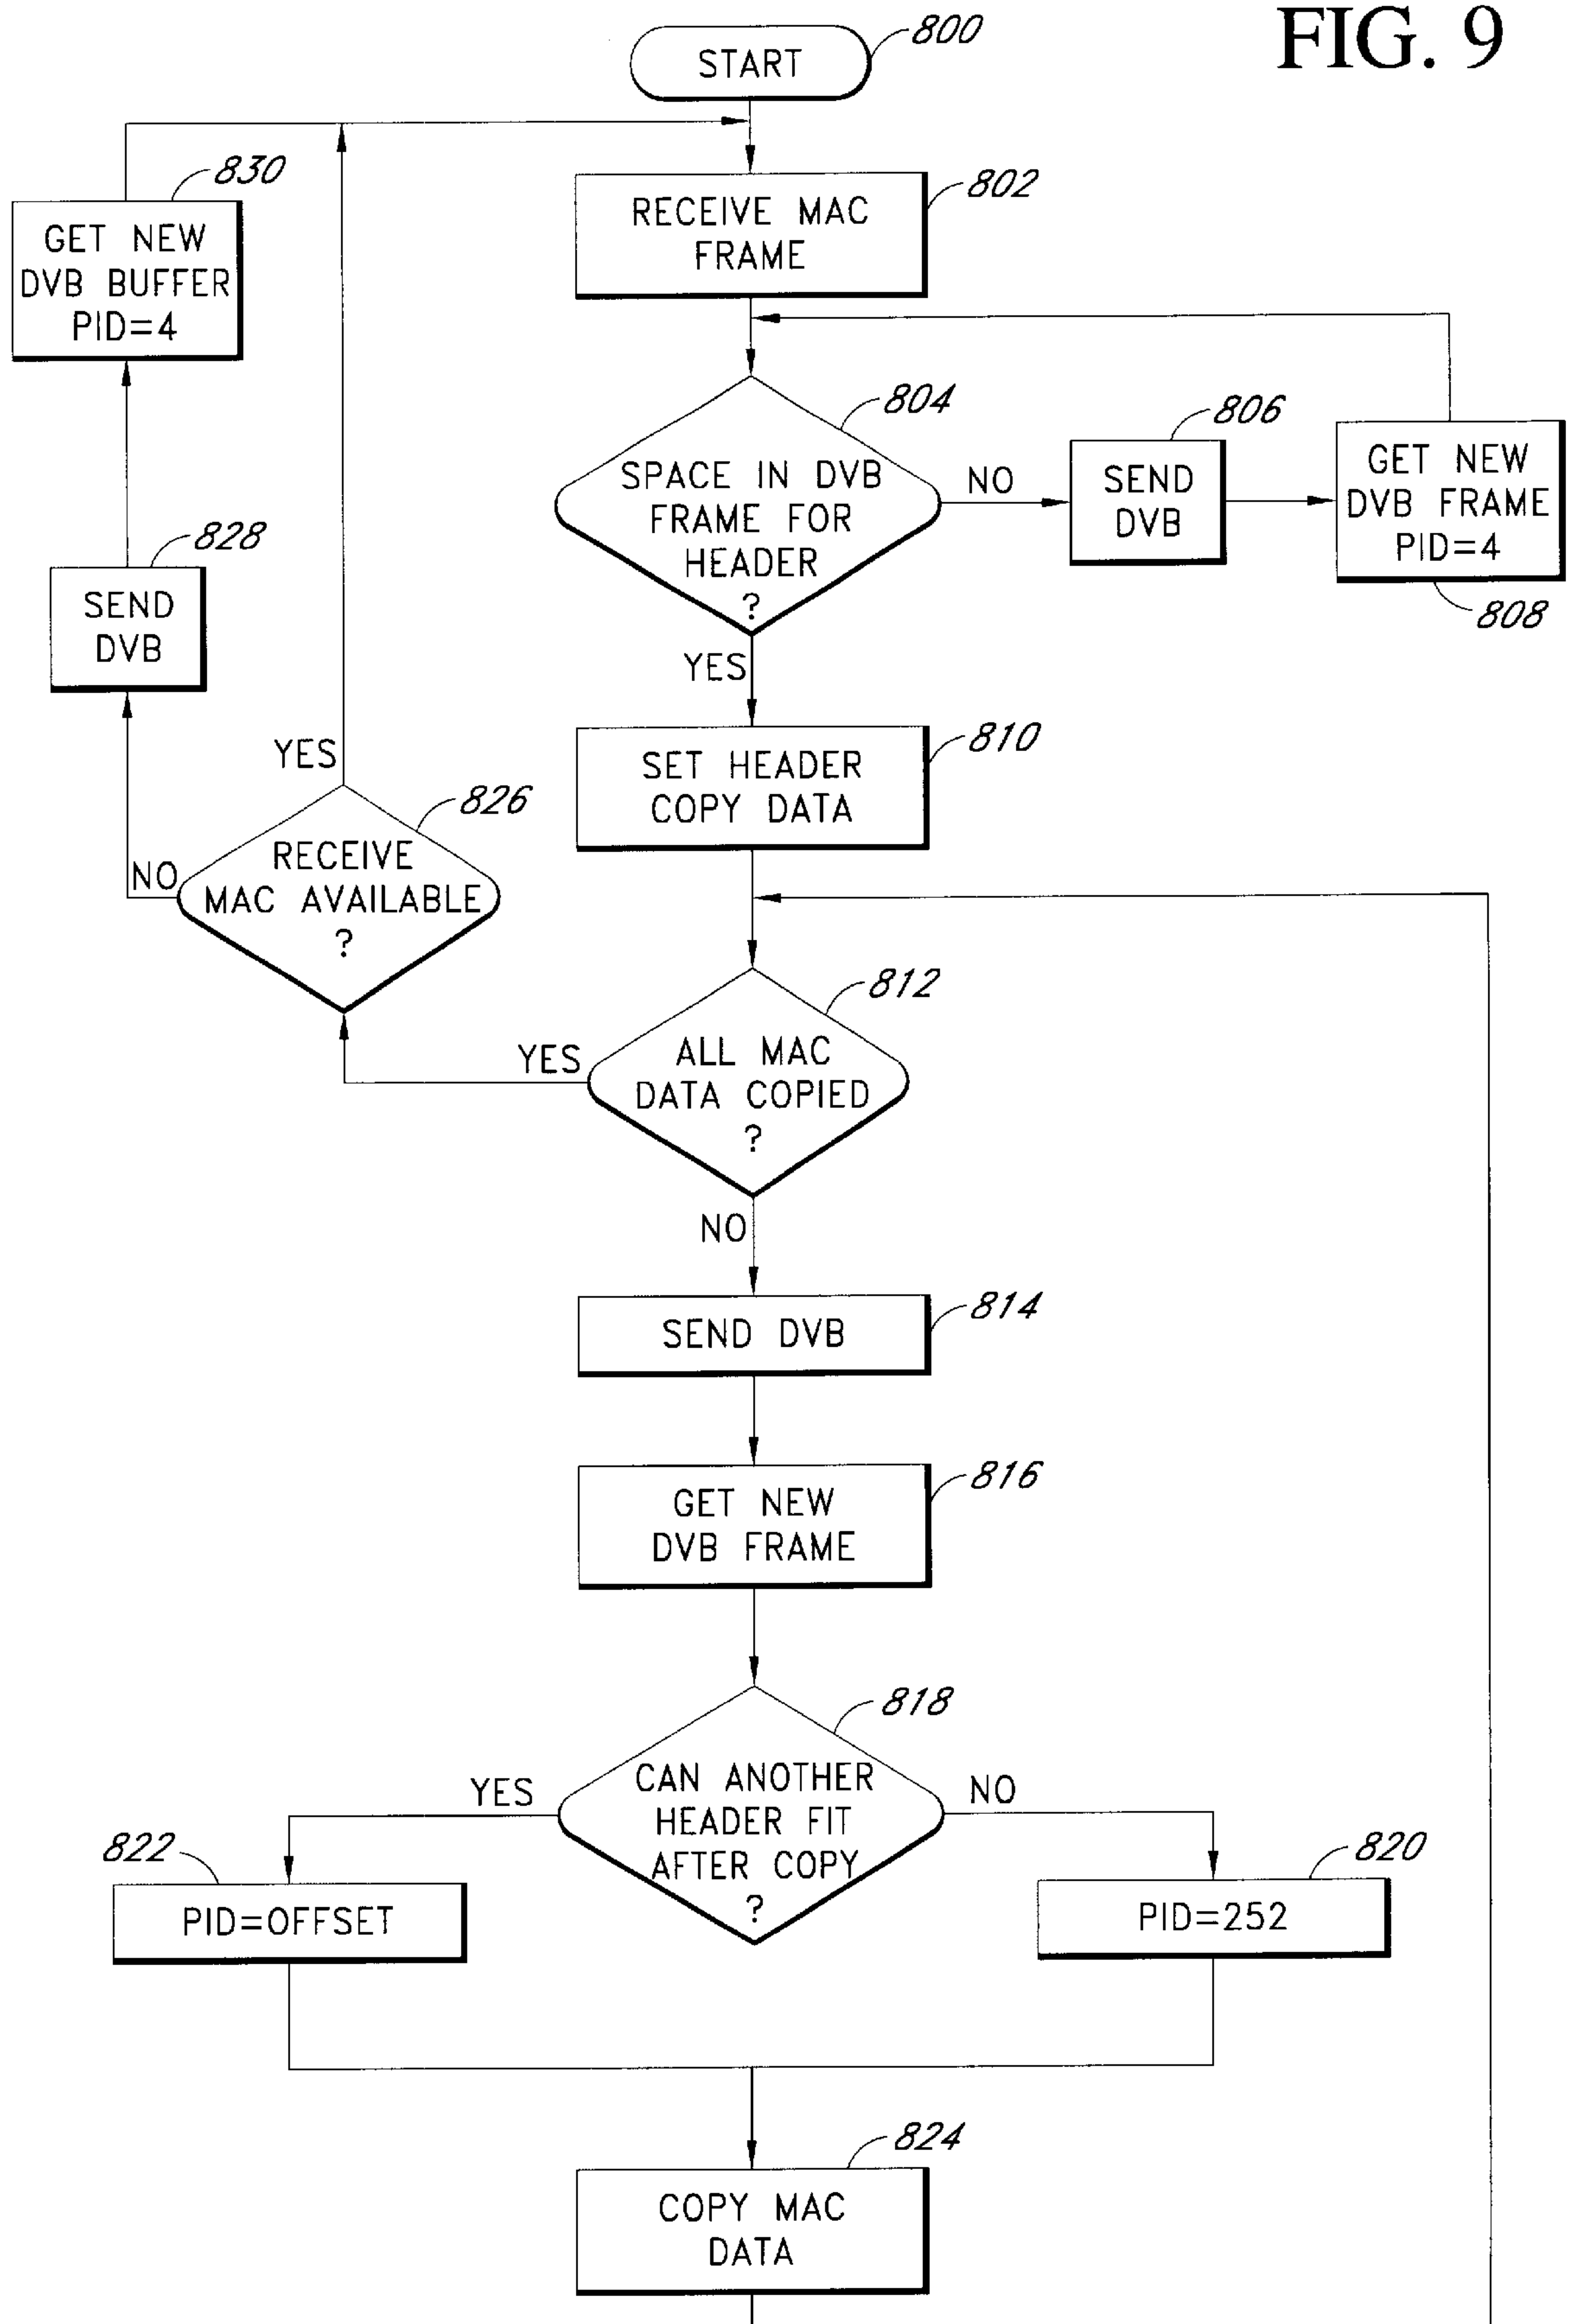 FIG. 9
START
800
830
GET NEW
DVB BUFFER
PID=4
802
RECEIVE MAC
FRAME
804
SPACE IN DVB
FRAME FOR
HEADER
?
NO
806
SEND
DVB
GET NEW
DVB FRAME
PID=4
808
828
SEND
DVB
YES
810
SET HEADER
COPY DATA
YES
826
RECEIVE
MAC AVAILABLE
?
NO
812
ALL MAC
DATA COPIED
?
YES
NO
814
SEND DVB
816
GET NEW
DVB FRAME
818
CAN ANOTHER
HEADER FIT
AFTER COPY
?
YES
NO
822
PID=OFFSET
820
PID=252
824
COPY MAC
DATA